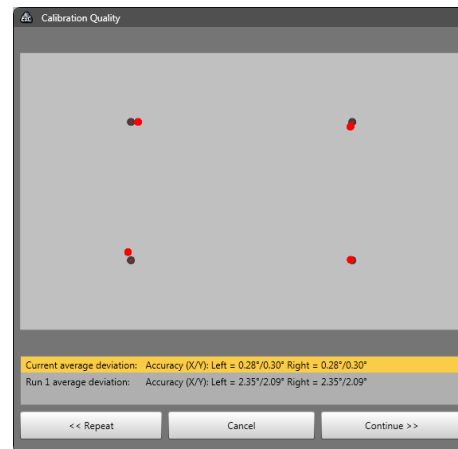 Calibration Quality
Current average deviation: Accuracy (X/Y): Left = 0.28°/0.30° Right = 0.28°/0.30°
Run 1 average deviation: Accuracy (X/Y): Left = 2.35°/2.09° Right = 2.35°/2.09°
<< Repeat Cancel Continue >>